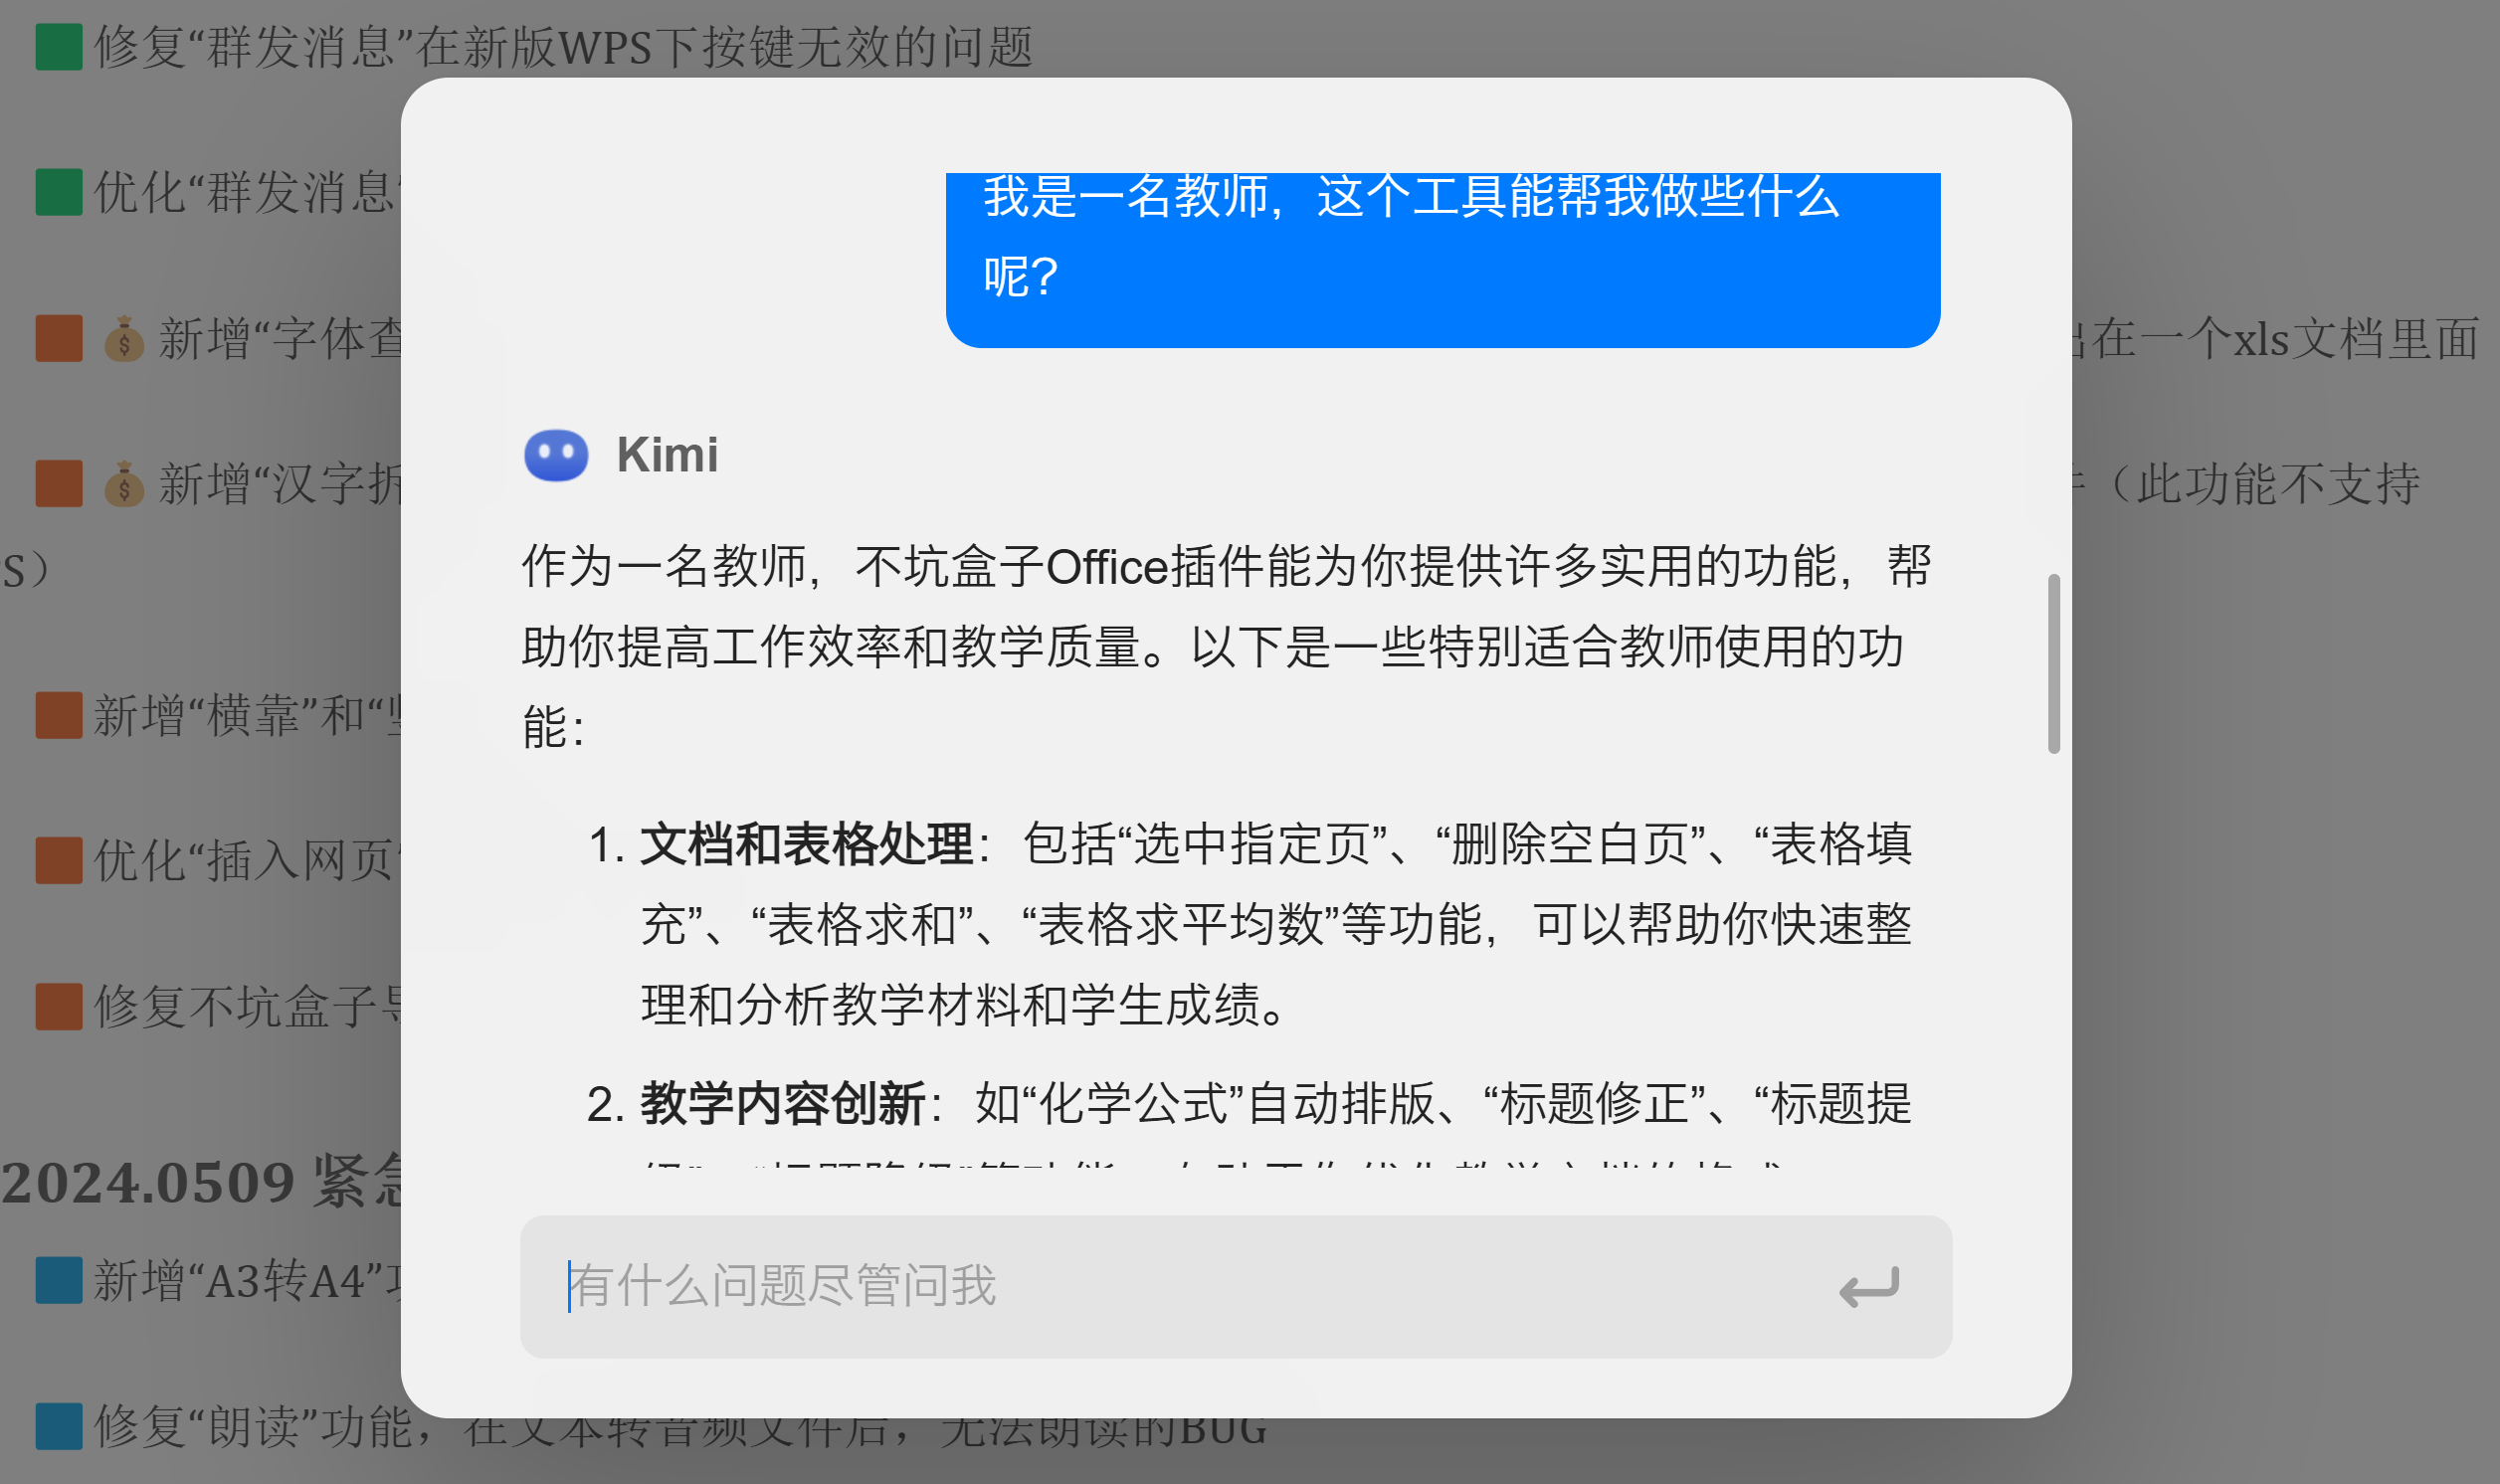 修复“群发消息”在新版WPS下按键无效的问题
优化“群发消息”
新增“字体查
出在一个xls文档里面
新增“汉字拆
（此功能不支持
S）
新增“横靠”和“
优化“插入网页”
修复不坑盒子导
2024.0509 紧急
新增“A3转A4”功
修复“朗读”功能，在文本转音频文件后，无法朗读的BUG
我是一名教师，这个工具能帮我做些什么
呢？
Kimi
作为一名教师，不坑盒子Office插件能为你提供许多实用的功能，帮
助你提高工作效率和教学质量。以下是一些特别适合教师使用的功
能：
1. 文档和表格处理：包括“选中指定页”、“删除空白页”、“表格填
充”、“表格求和”、“表格求平均数”等功能，可以帮助你快速整
理和分析教学材料和学生成绩。
2. 教学内容创新：如“化学公式”自动排版、“标题修正”、“标题提
有什么问题尽管问我